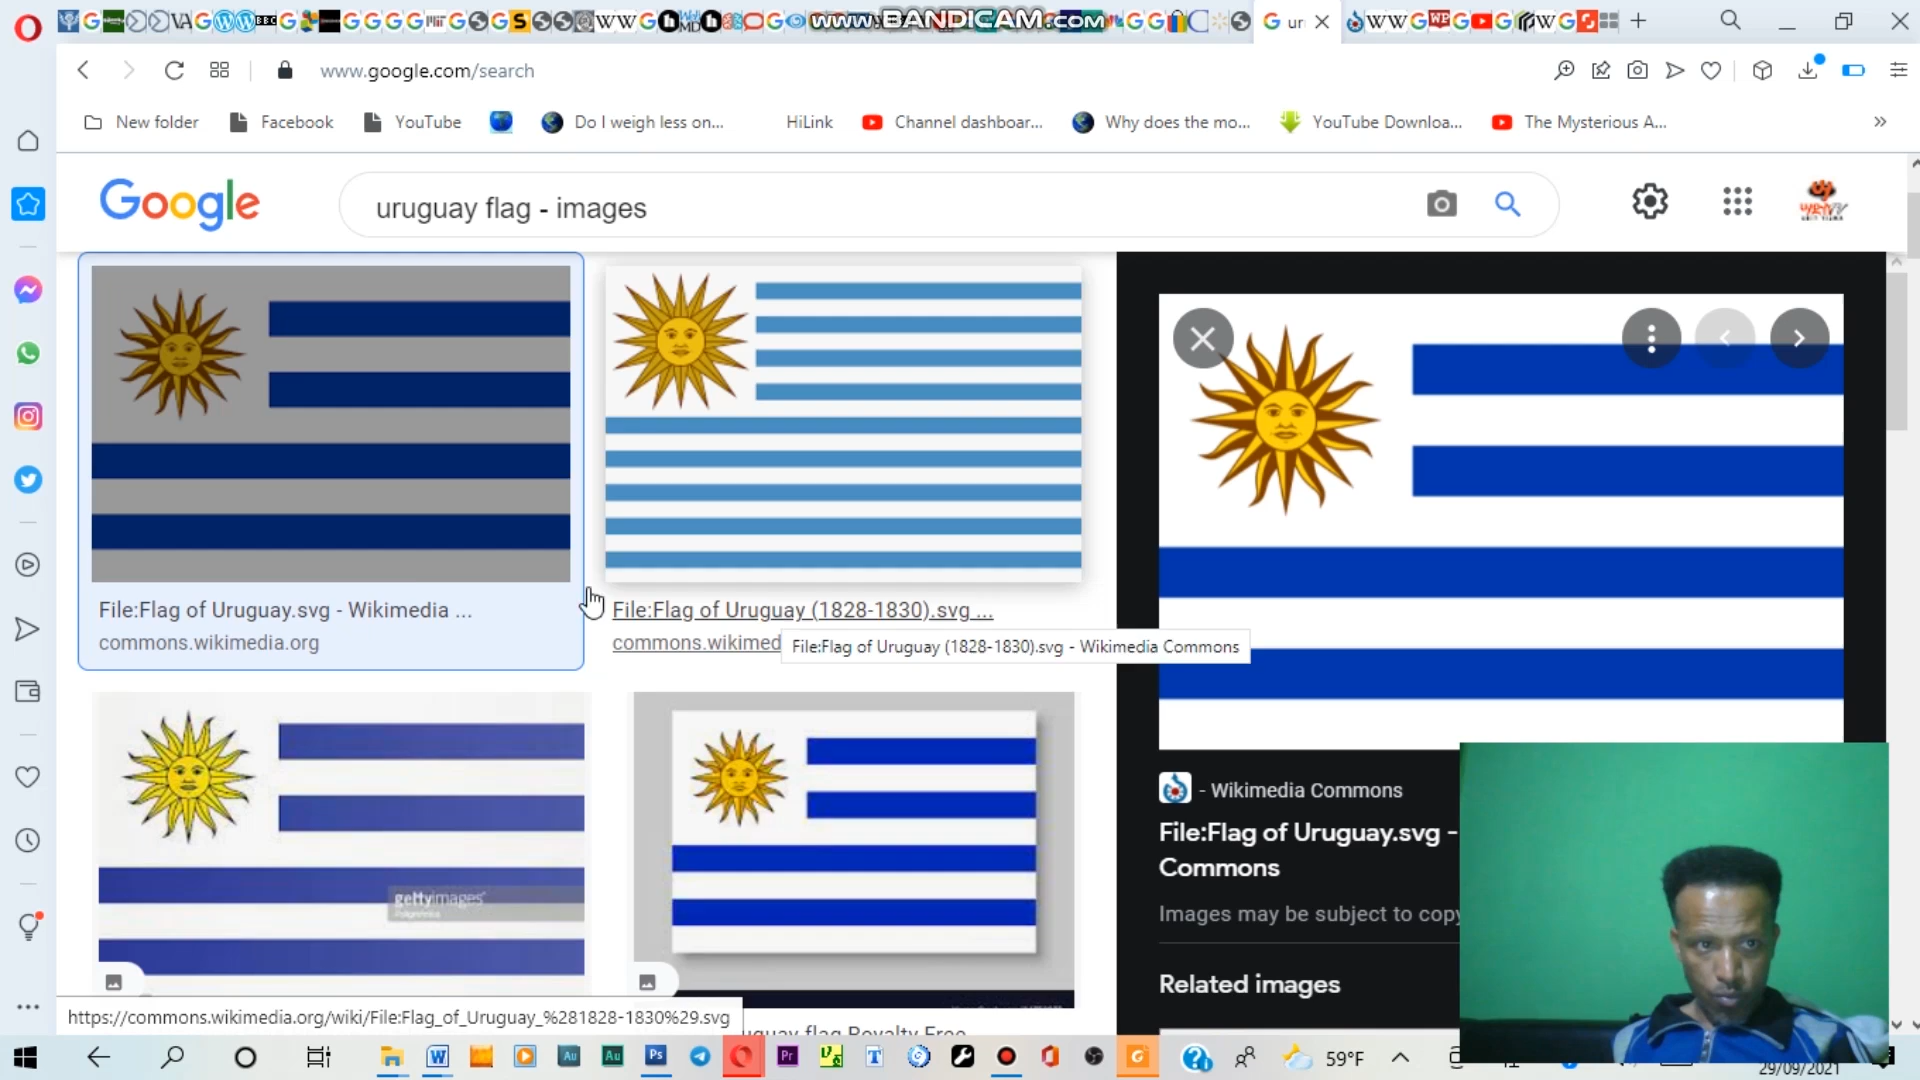 www.BANDICAM.com
www.google.com/search
New folder
Facebook
YouTube
Do I weigh less on...
HiLink
Channel dashboar...
Why does the mo...
YouTube Downloa...
The Mysterious A...
Google
uruguay flag - images
File:Flag of Uruguay.svg - Wikimedia ...
commons.wikimedia.org
File:Flag of Uruguay (1828-1830).svg ...
commons.wikimed
File:Flag of Uruguay (1828-1830).svg - Wikimedia Commons
gettyimages
- Wikimedia Commons
File:Flag of Uruguay.svg -
Commons
Images may be subject to copy
Related images
https://commons.wikimedia.org/wiki/File:Flag_of_Uruguay_%281828-1830%29.svg
59°F
29/09/2021